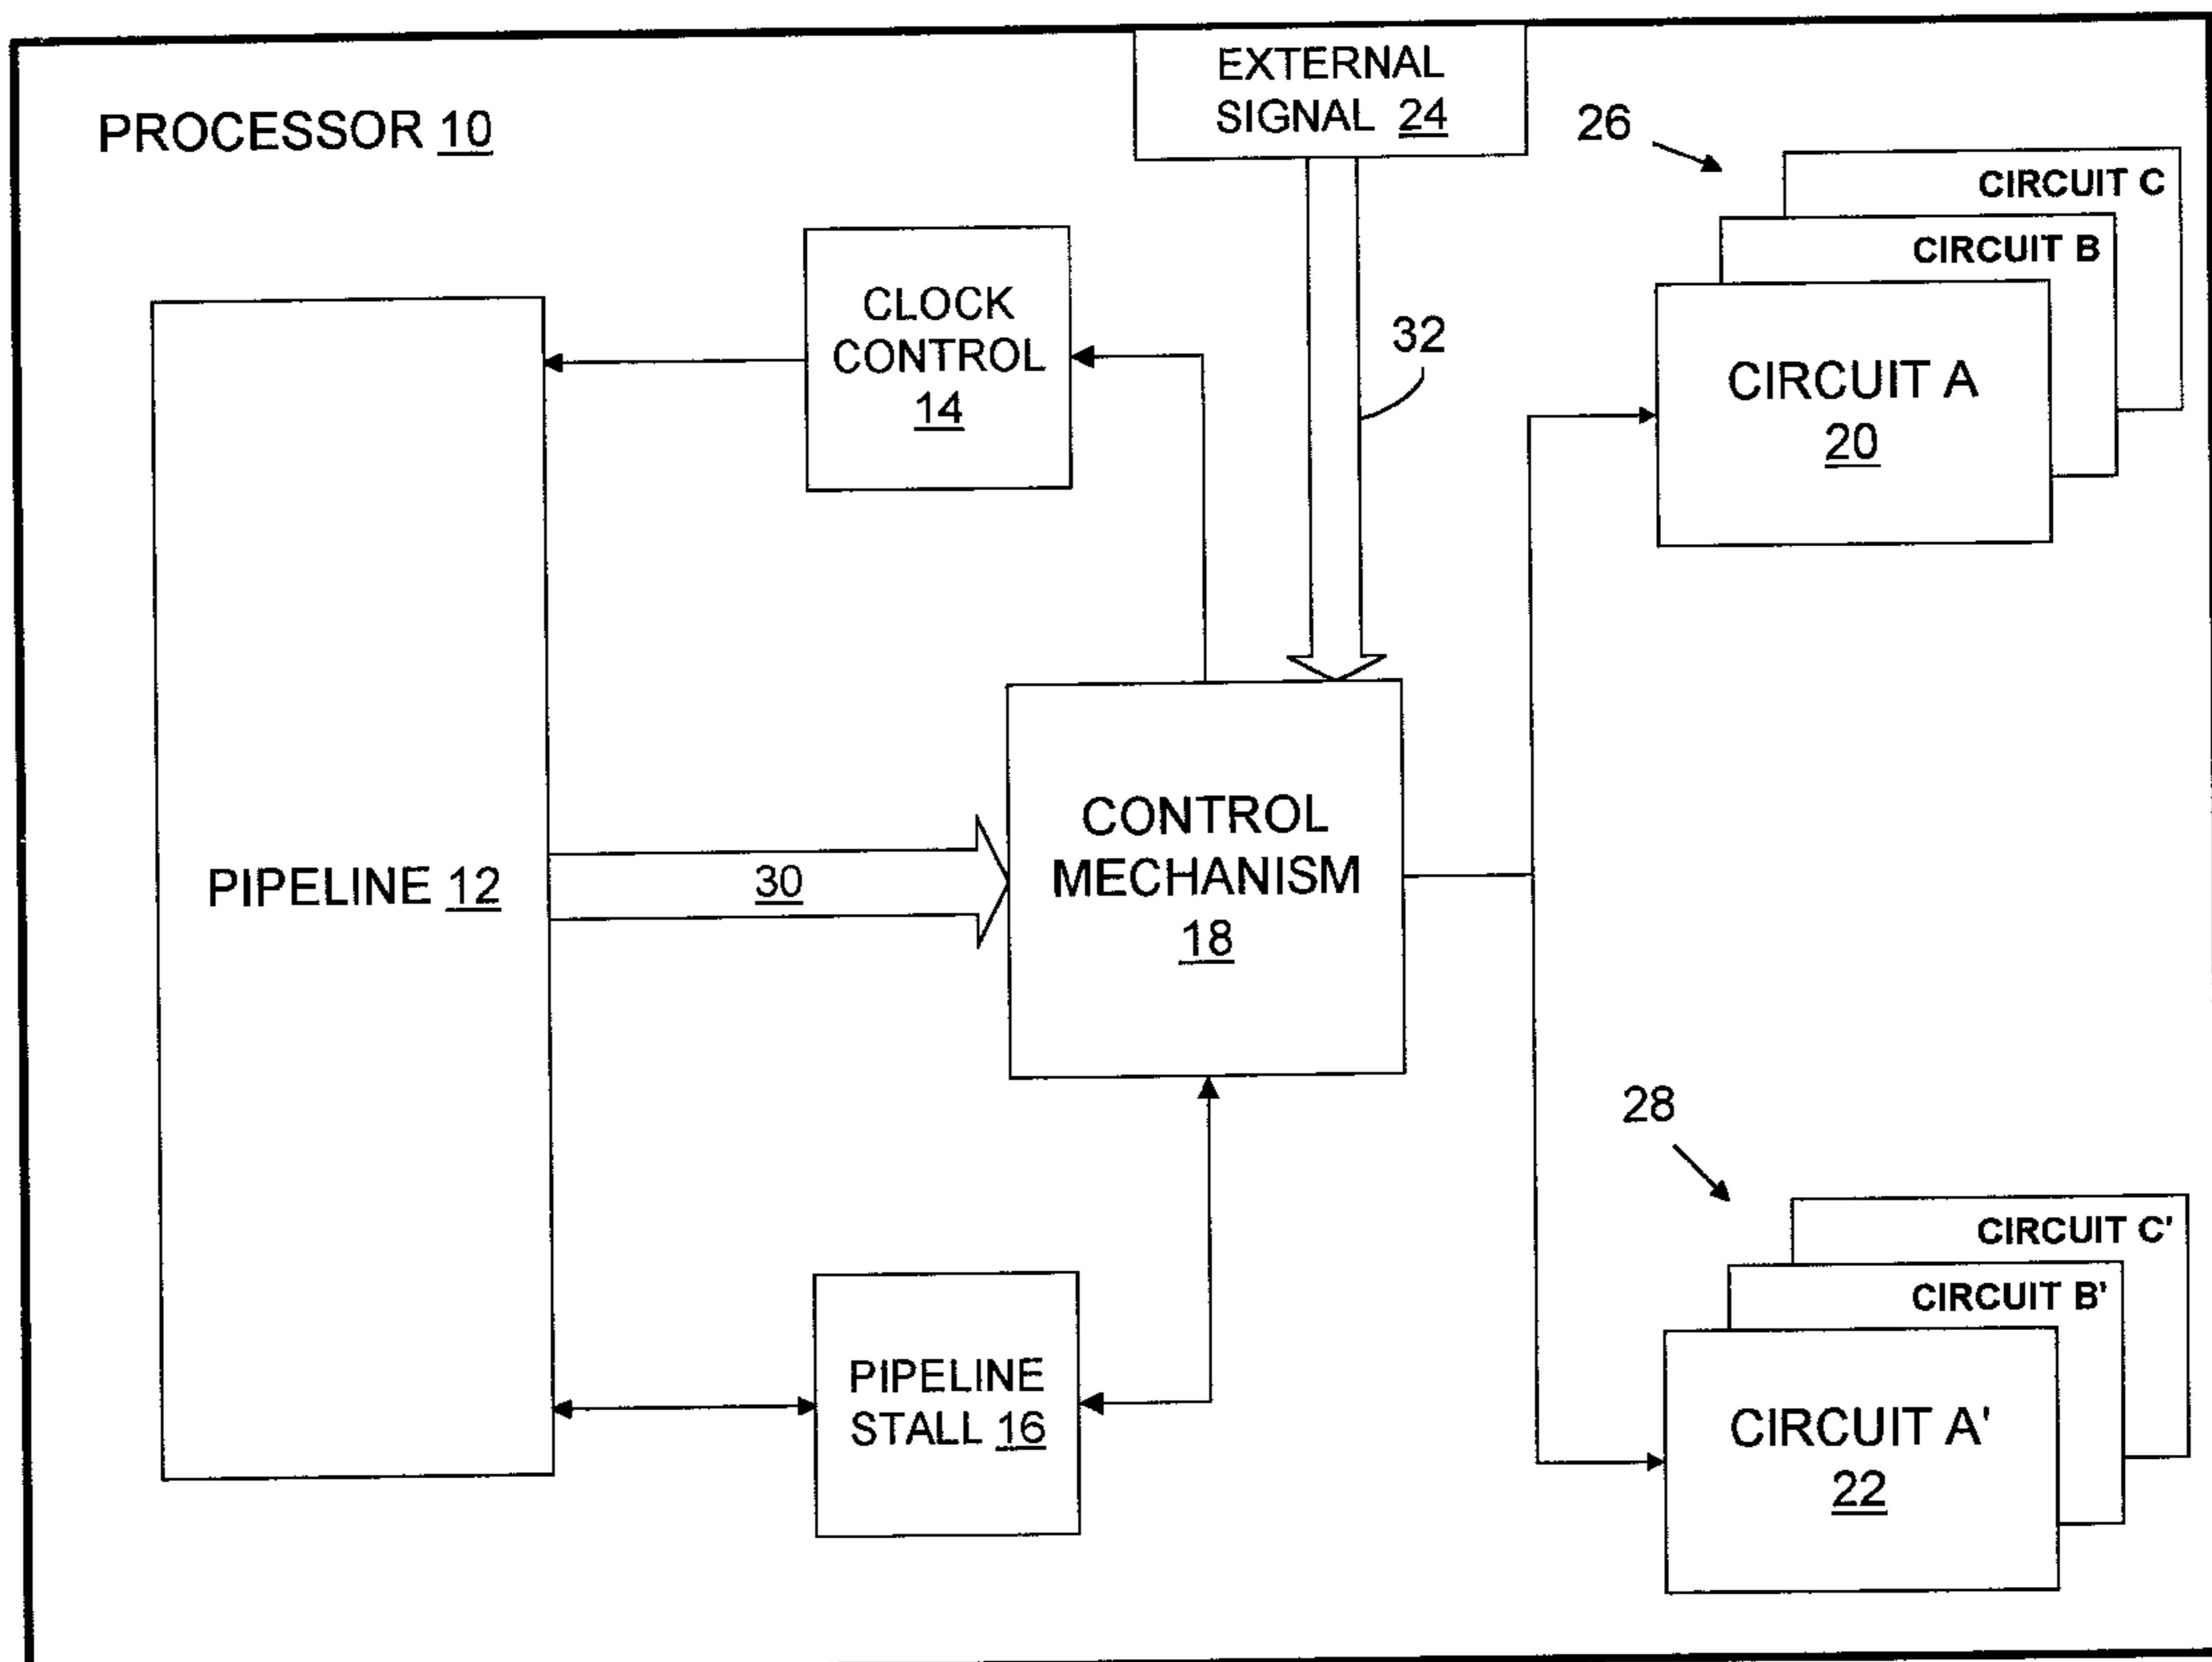 PROCESSOR 10
EXTERNAL
SIGNAL 24
26
CIRCUIT C
CIRCUIT B
CIRCUIT A
20
CLOCK
CONTROL
14
32
PIPELINE 12
30
CONTROL
MECHANISM
18
28
CIRCUIT C'
CIRCUIT B'
CIRCUIT A'
22
PIPELINE
STALL 16